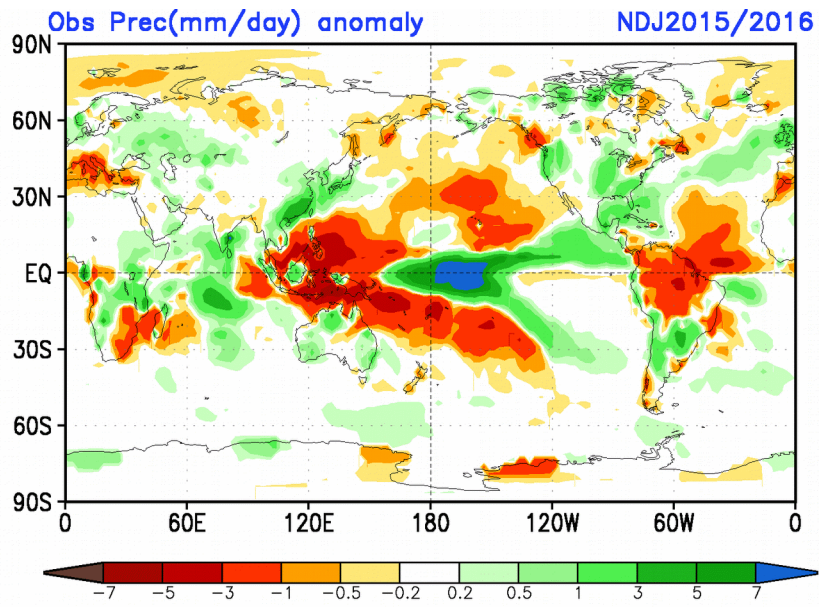 Obs Prec(mm/day) anomaly NDJ2015/2016
90N
60N
30N
EQ
30S
60S
90S
0 60E 120E 180 120W 60W 0
-7 -5 -3 -1 -0.5 -0.2 0.2 0.5 1 3 5 7